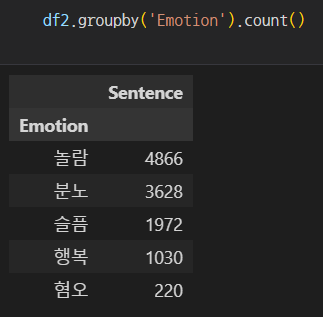 df2.groupby('Emotion').count()
Sentence
Emotion
놀람 4866
분노 3628
슬픔 1972
행복 1030
혐오 220